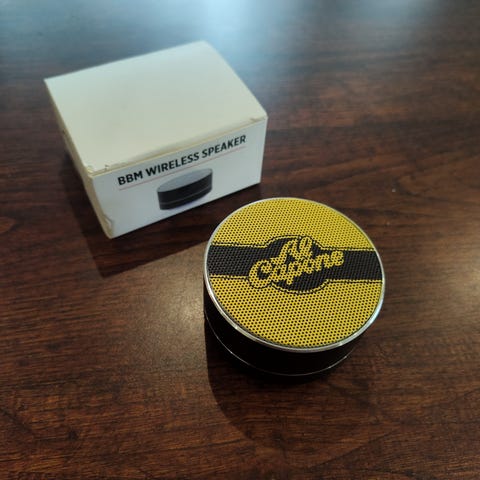 BBM WIRELESS SPEAKER
Al
Capone